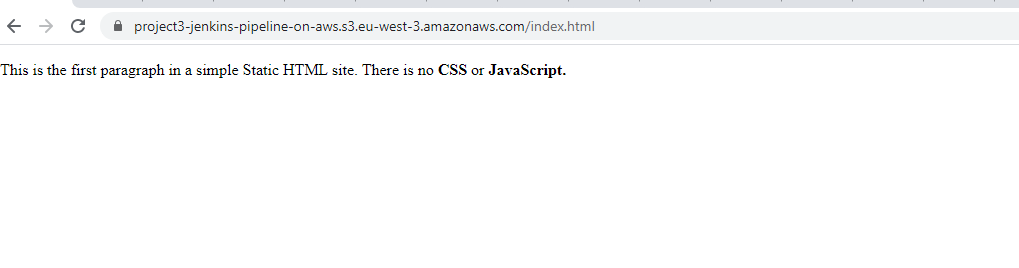 project3-jenkins-pipeline-on-aws.s3.eu-west-3.amazonaws.com/index.html
This is the first paragraph in a simple Static HTML site. There is no CSS or JavaScript.